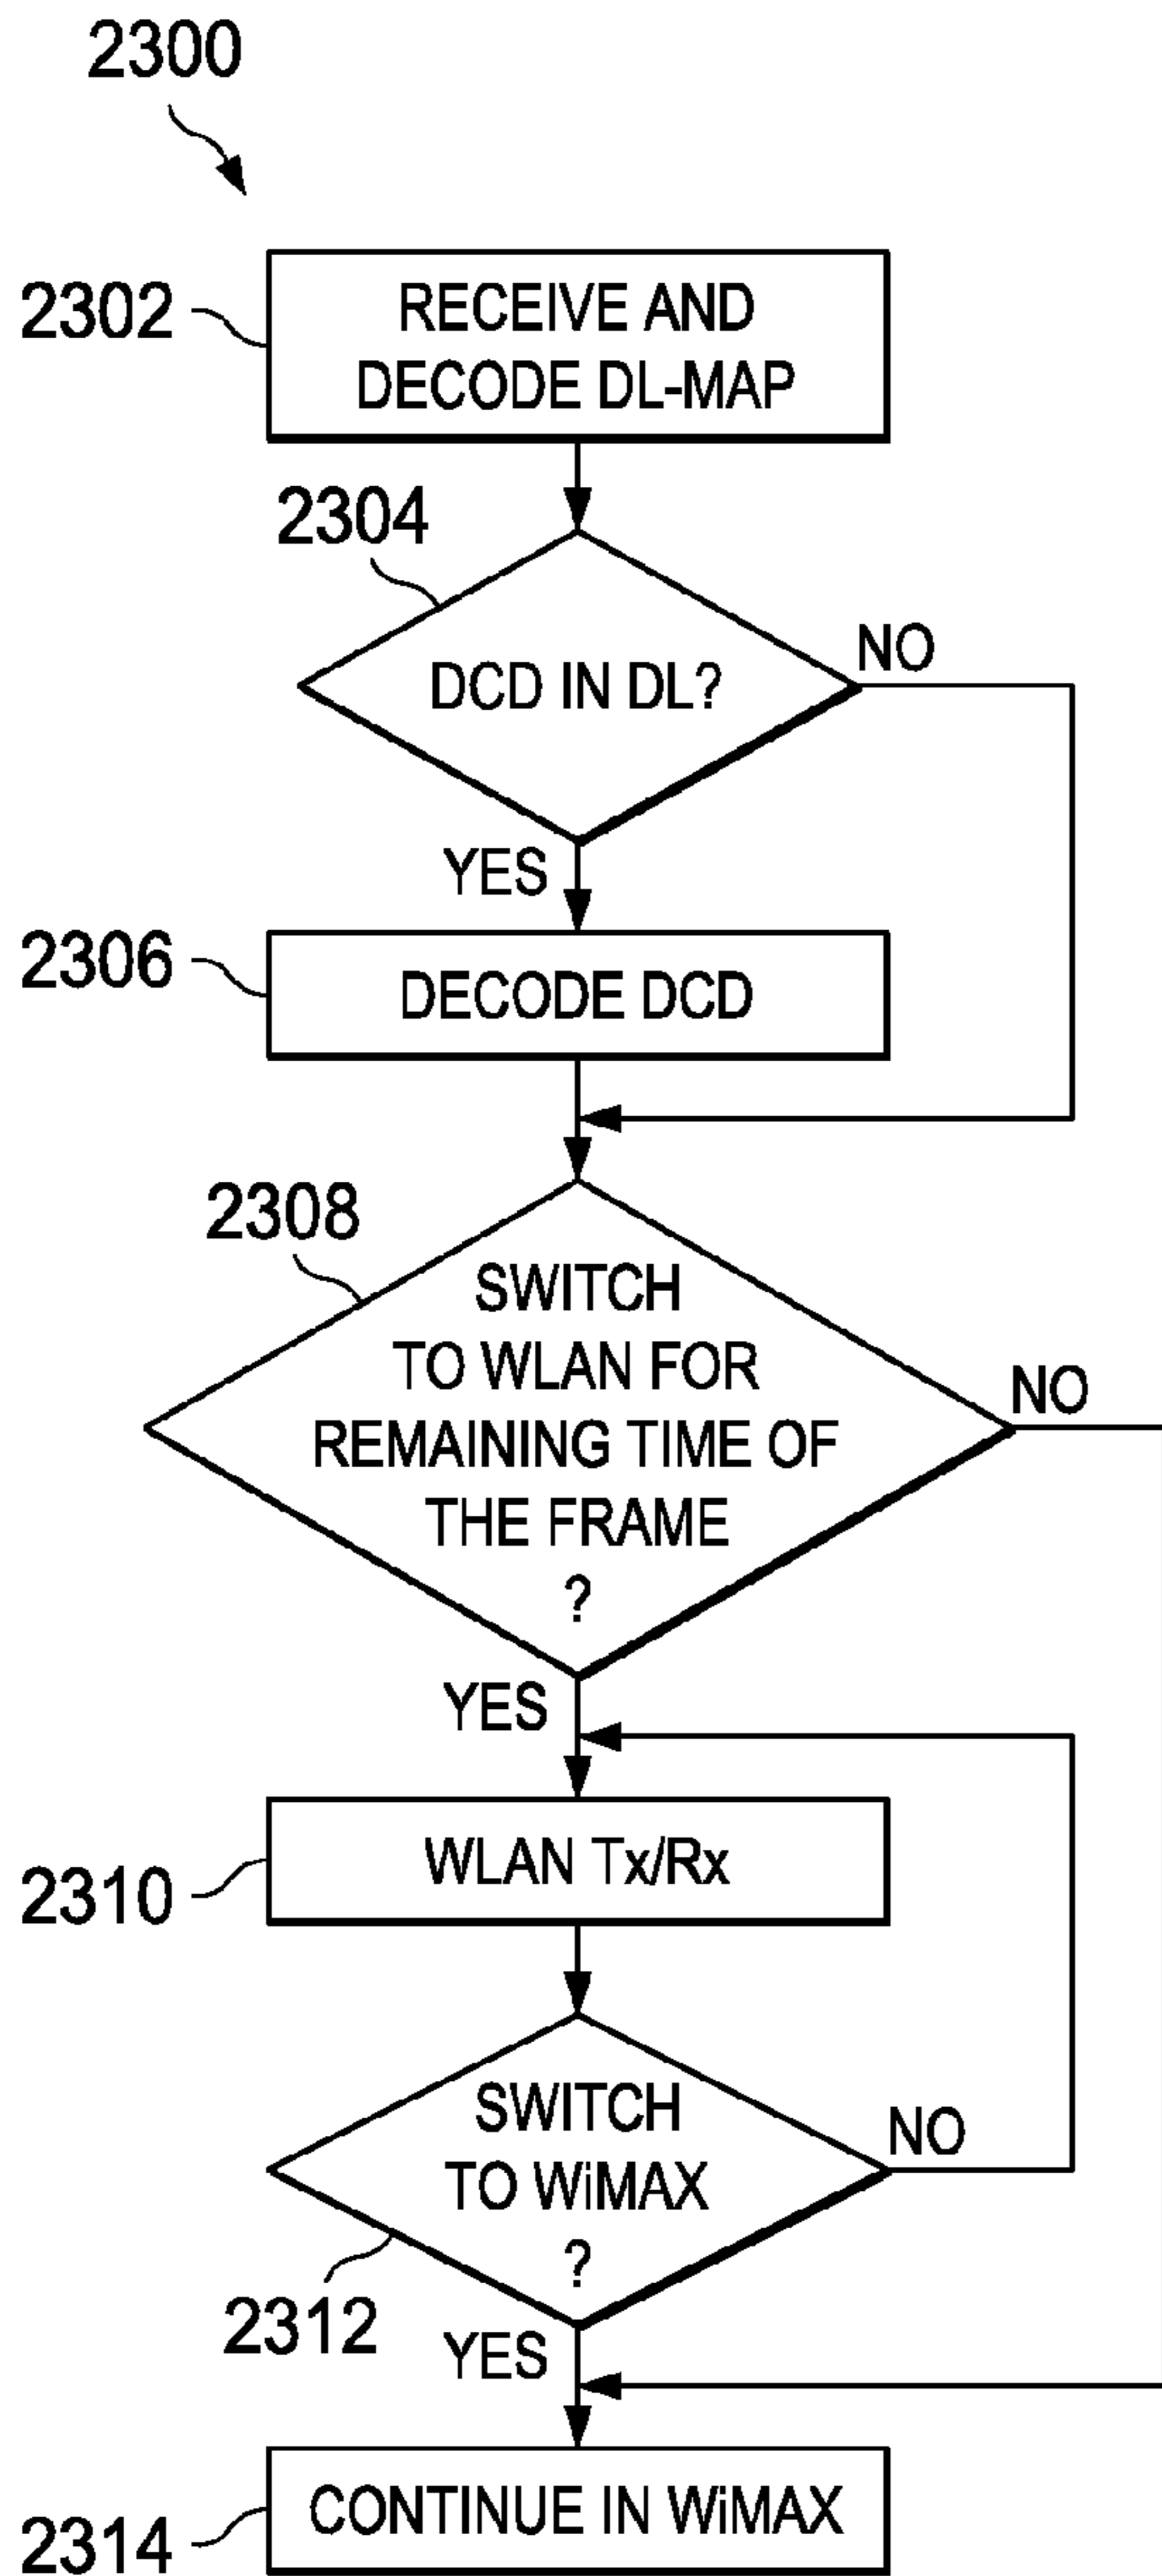 2300
2302
RECEIVE AND
DECODE DL-MAP
2304
DCD IN DL?
NO
YES
2306
DECODE DCD
2308
SWITCH
TO WLAN FOR
REMAINING TIME OF
THE FRAME
?
NO
YES
2310
WLAN Tx/Rx
SWITCH
TO WiMAX
?
NO
2312
YES
2314
CONTINUE IN WiMAX